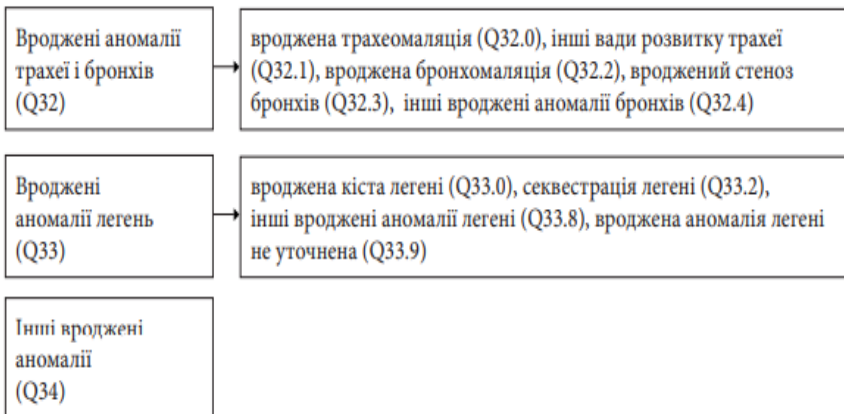 Вроджені аномалії
трахеї і бронхів
(Q32)
вроджена трахеомаляція (Q32.0), інші вади розвитку трахеї
(Q32.1), вроджена бронхомаляція (Q32.2), вроджений стеноз
бронхів (Q32.3), інші вроджені аномалії бронхів (Q32.4)
Вроджені
аномалії легень
(Q33)
вроджена кіста легені (Q33.0), секвестрація легені (Q33.2),
інші вроджені аномалії легені (Q33.8), вроджена аномалія легені
не уточнена (Q33.9)
Інші вроджені
аномалії
(Q34)